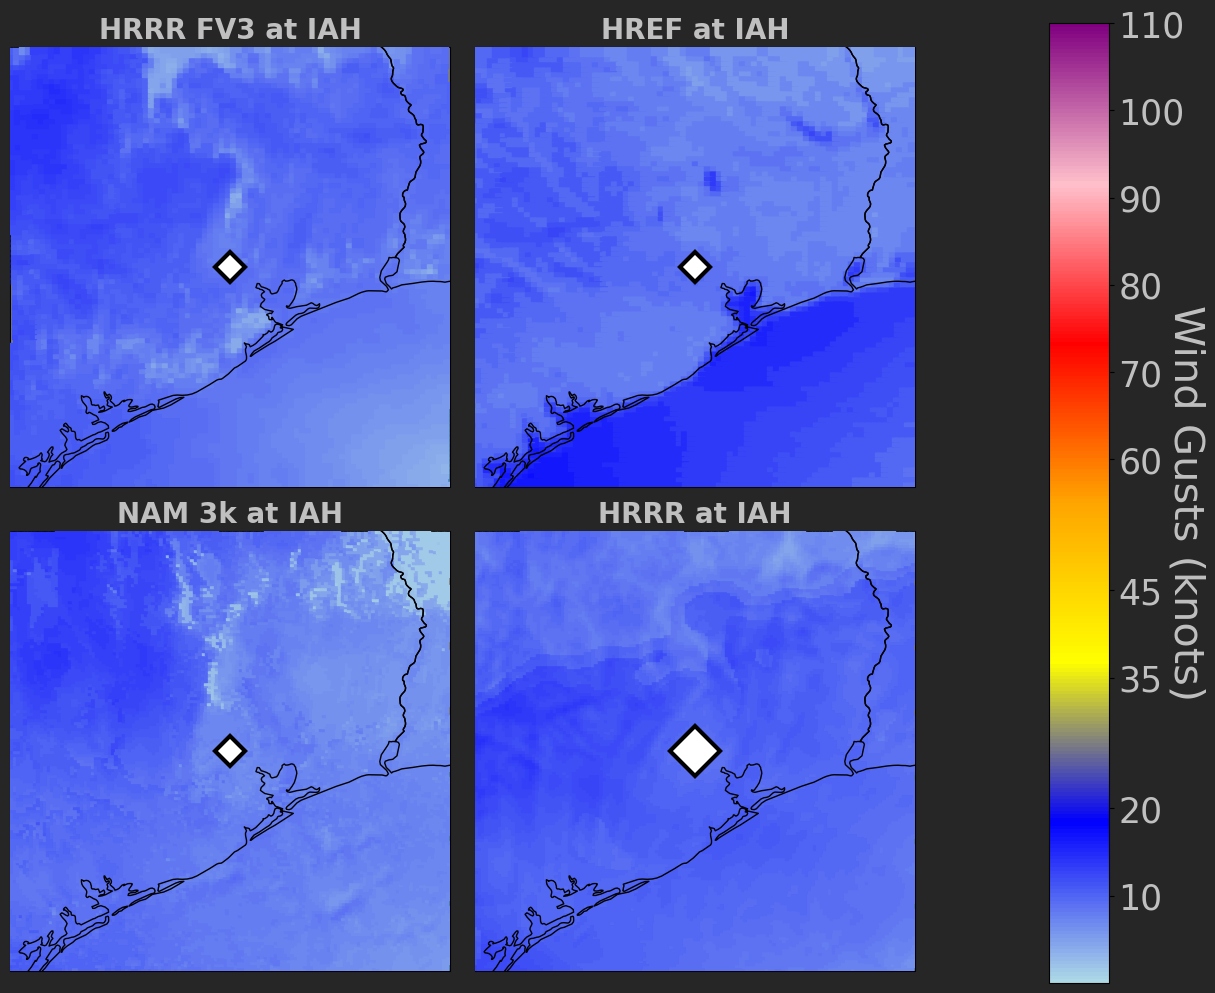 HRRR FV3 at IAH
HREF at IAH
NAM 3k at IAH
HRRR at IAH
110
100
90
80
70
60
45
35
20
10
Wind Gusts (knots)